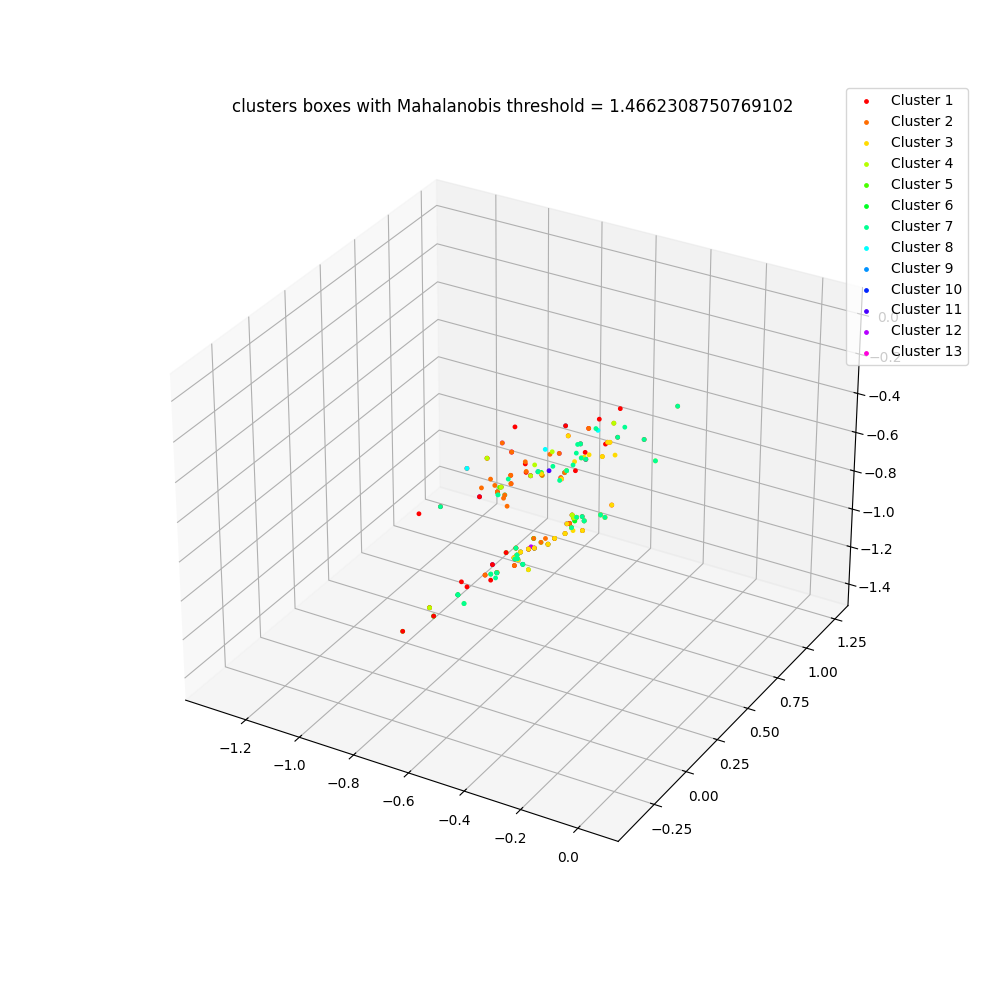 clusters boxes with Mahalanobis threshold = 1.4662308750769102
Cluster 1
Cluster 2
Cluster 3
Cluster 4
Cluster 5
Cluster 6
Cluster 7
Cluster 8
Cluster 9
Cluster 10
Cluster 11
Cluster 12
Cluster 13
0.0
−0.2
−0.4
−0.6
−0.8
−1.0
−1.2
−1.4
1.25
1.00
0.75
0.50
0.25
0.00
−0.25
−1.2
−1.0
−0.8
−0.6
−0.4
−0.2
0.0